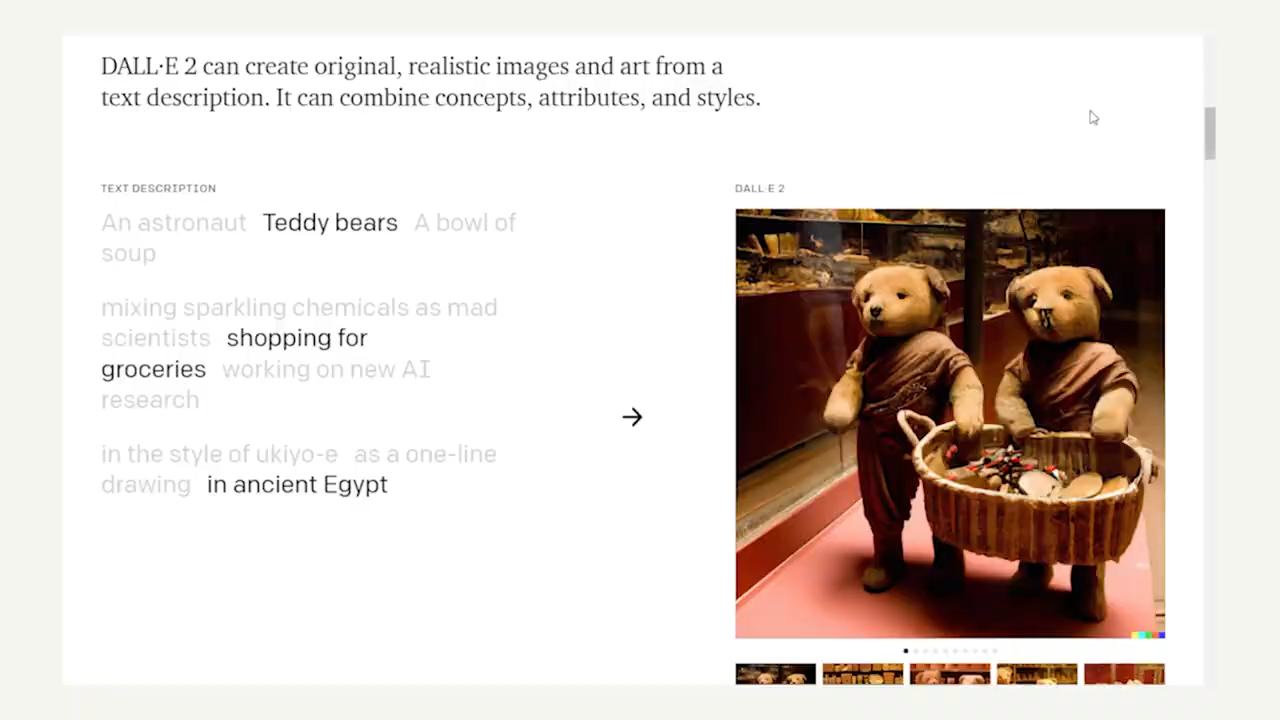 DALL·E 2 can create original, realistic images and art from a
text description. It can combine concepts, attributes, and styles.
TEXT DESCRIPTION
An astronaut Teddy bears A bowl of
soup
mixing sparkling chemicals as mad
scientists shopping for
groceries working on new AI
research
in the style of ukiyo-e as a one-line
drawing in ancient Egypt
DALL·E 2